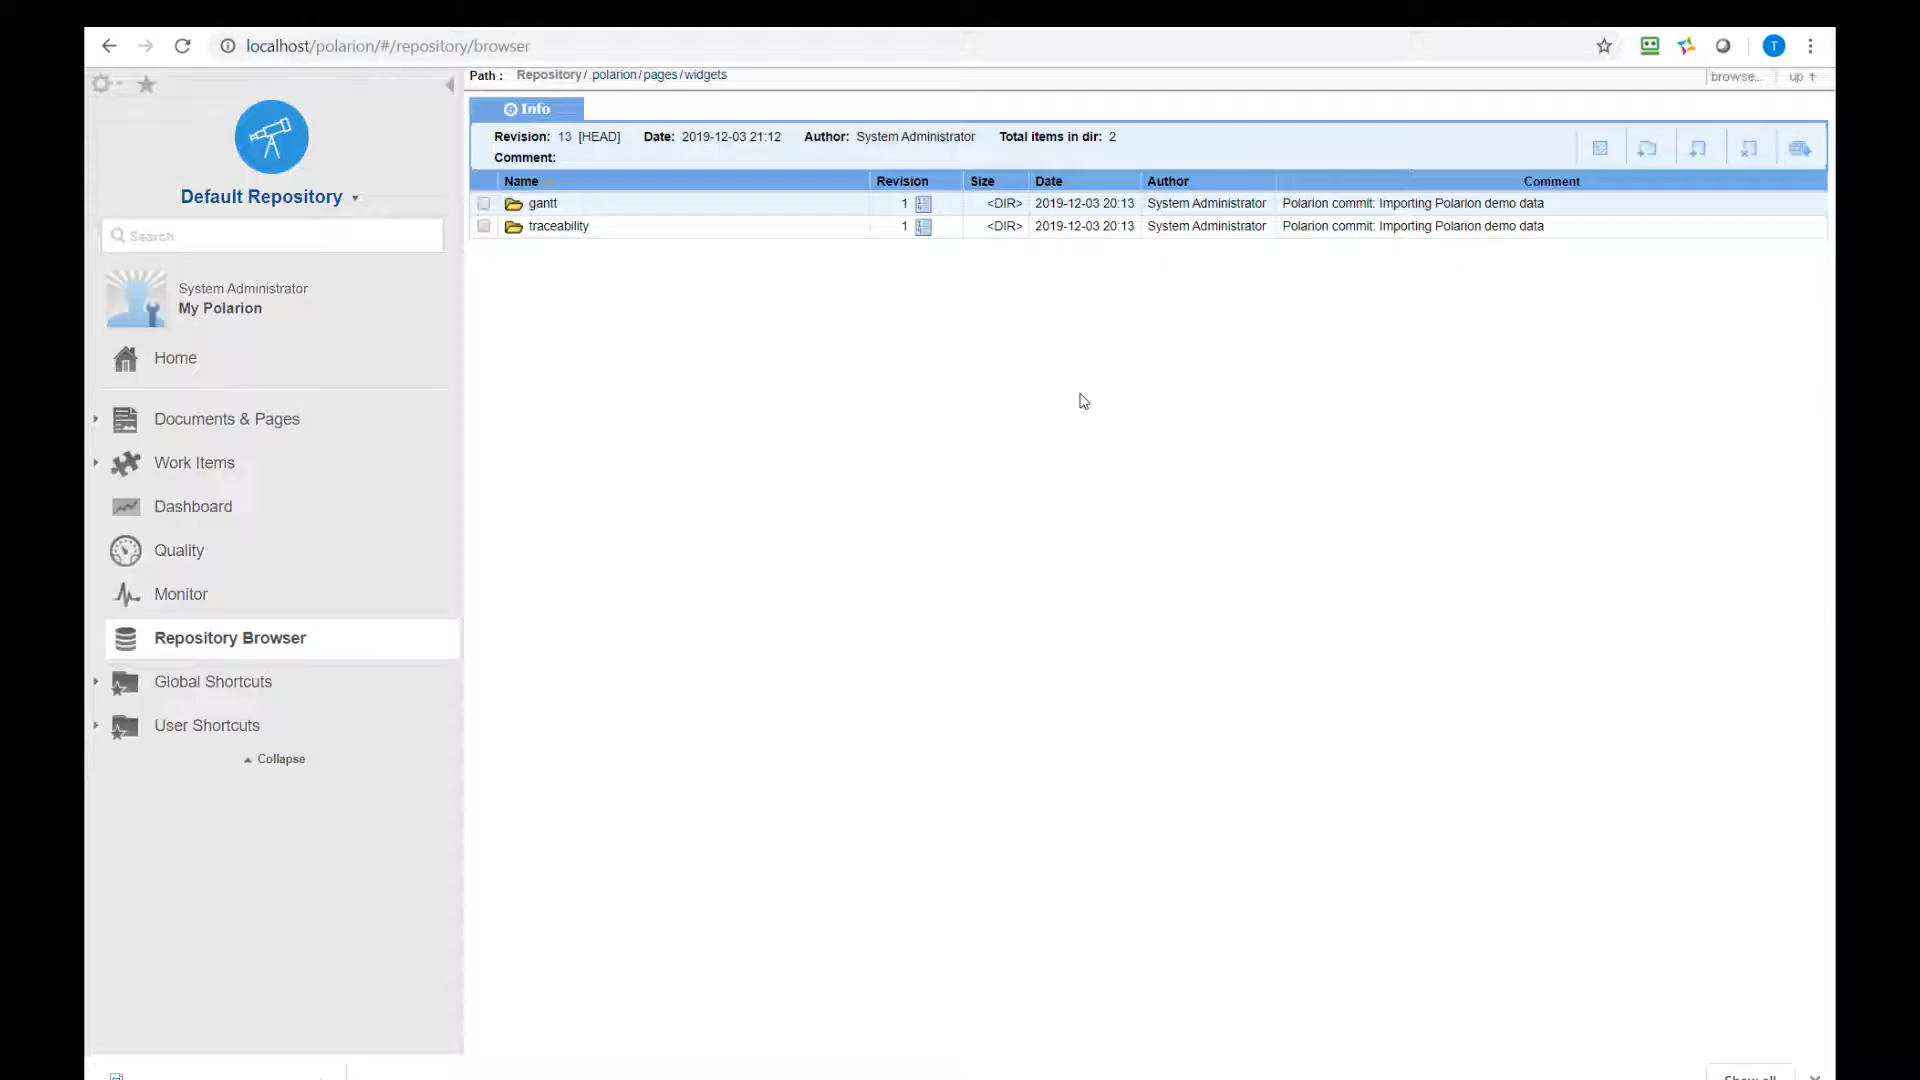 localhost/polarion/#/repository/browser
T
Path : Repository/.polarion/pages/widgets
browse... up
Info
Default Repository
Revision: 13 [HEAD] Date: 2019-12-03 21:12 Author: System Administrator Total items in dir: 2
Comment:
Name Revision Size Date Author Comment
gantt 1 <DIR> 2019-12-03 20:13 System Administrator Polarion commit: Importing Polarion demo data
traceability 1 <DIR> 2019-12-03 20:13 System Administrator Polarion commit: Importing Polarion demo data
Search
System Administrator
My Polarion
Home
Documents & Pages
Work Items
Dashboard
Quality
Monitor
Repository Browser
Global Shortcuts
User Shortcuts
Collapse
Show all